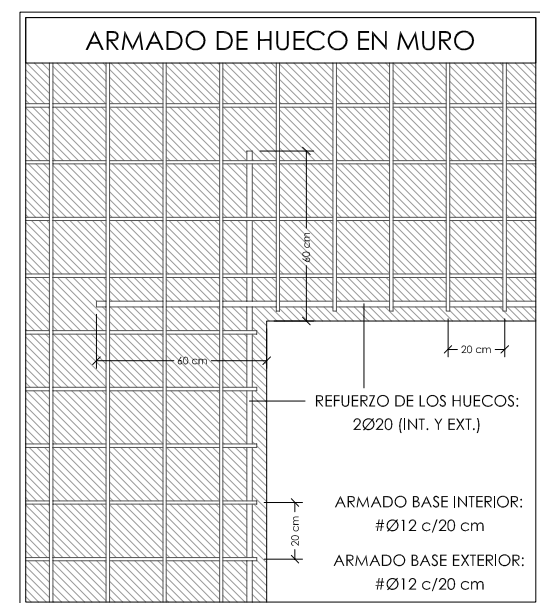 ARMADO DE HUECO EN MURO
60 cm
60 cm
20 cm
REFUERZO DE LOS HUECOS:
2Ø20 (INT. Y EXT.)
20 cm
ARMADO BASE INTERIOR:
#Ø12 c/20 cm
ARMADO BASE EXTERIOR:
#Ø12 c/20 cm